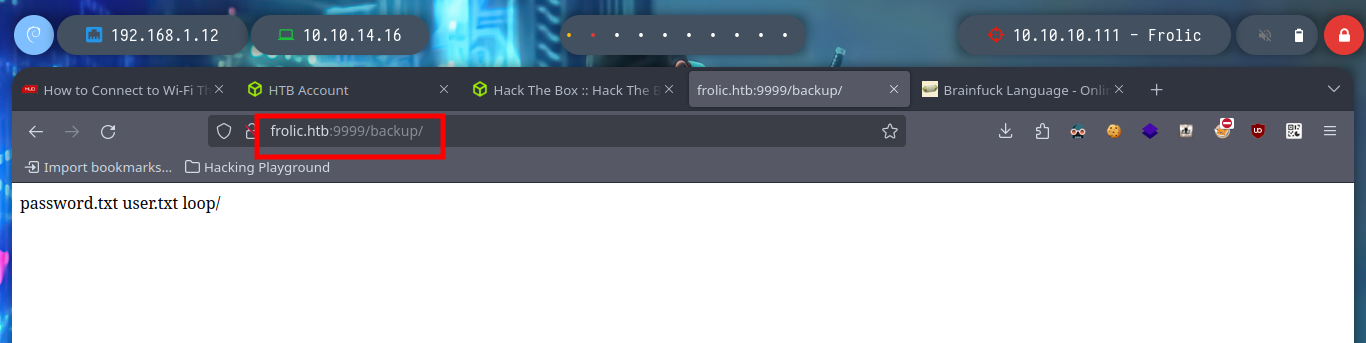 192.168.1.12 10.10.14.16 10.10.10.111 - Frolic
How to Connect to Wi-Fi Th HTB Account Hack The Box :: Hack The B frolic.htb:9999/backup/ Brainfuck Language - Onlin
frolic.htb:9999/backup/
Import bookmarks... Hacking Playground
password.txt user.txt loop/